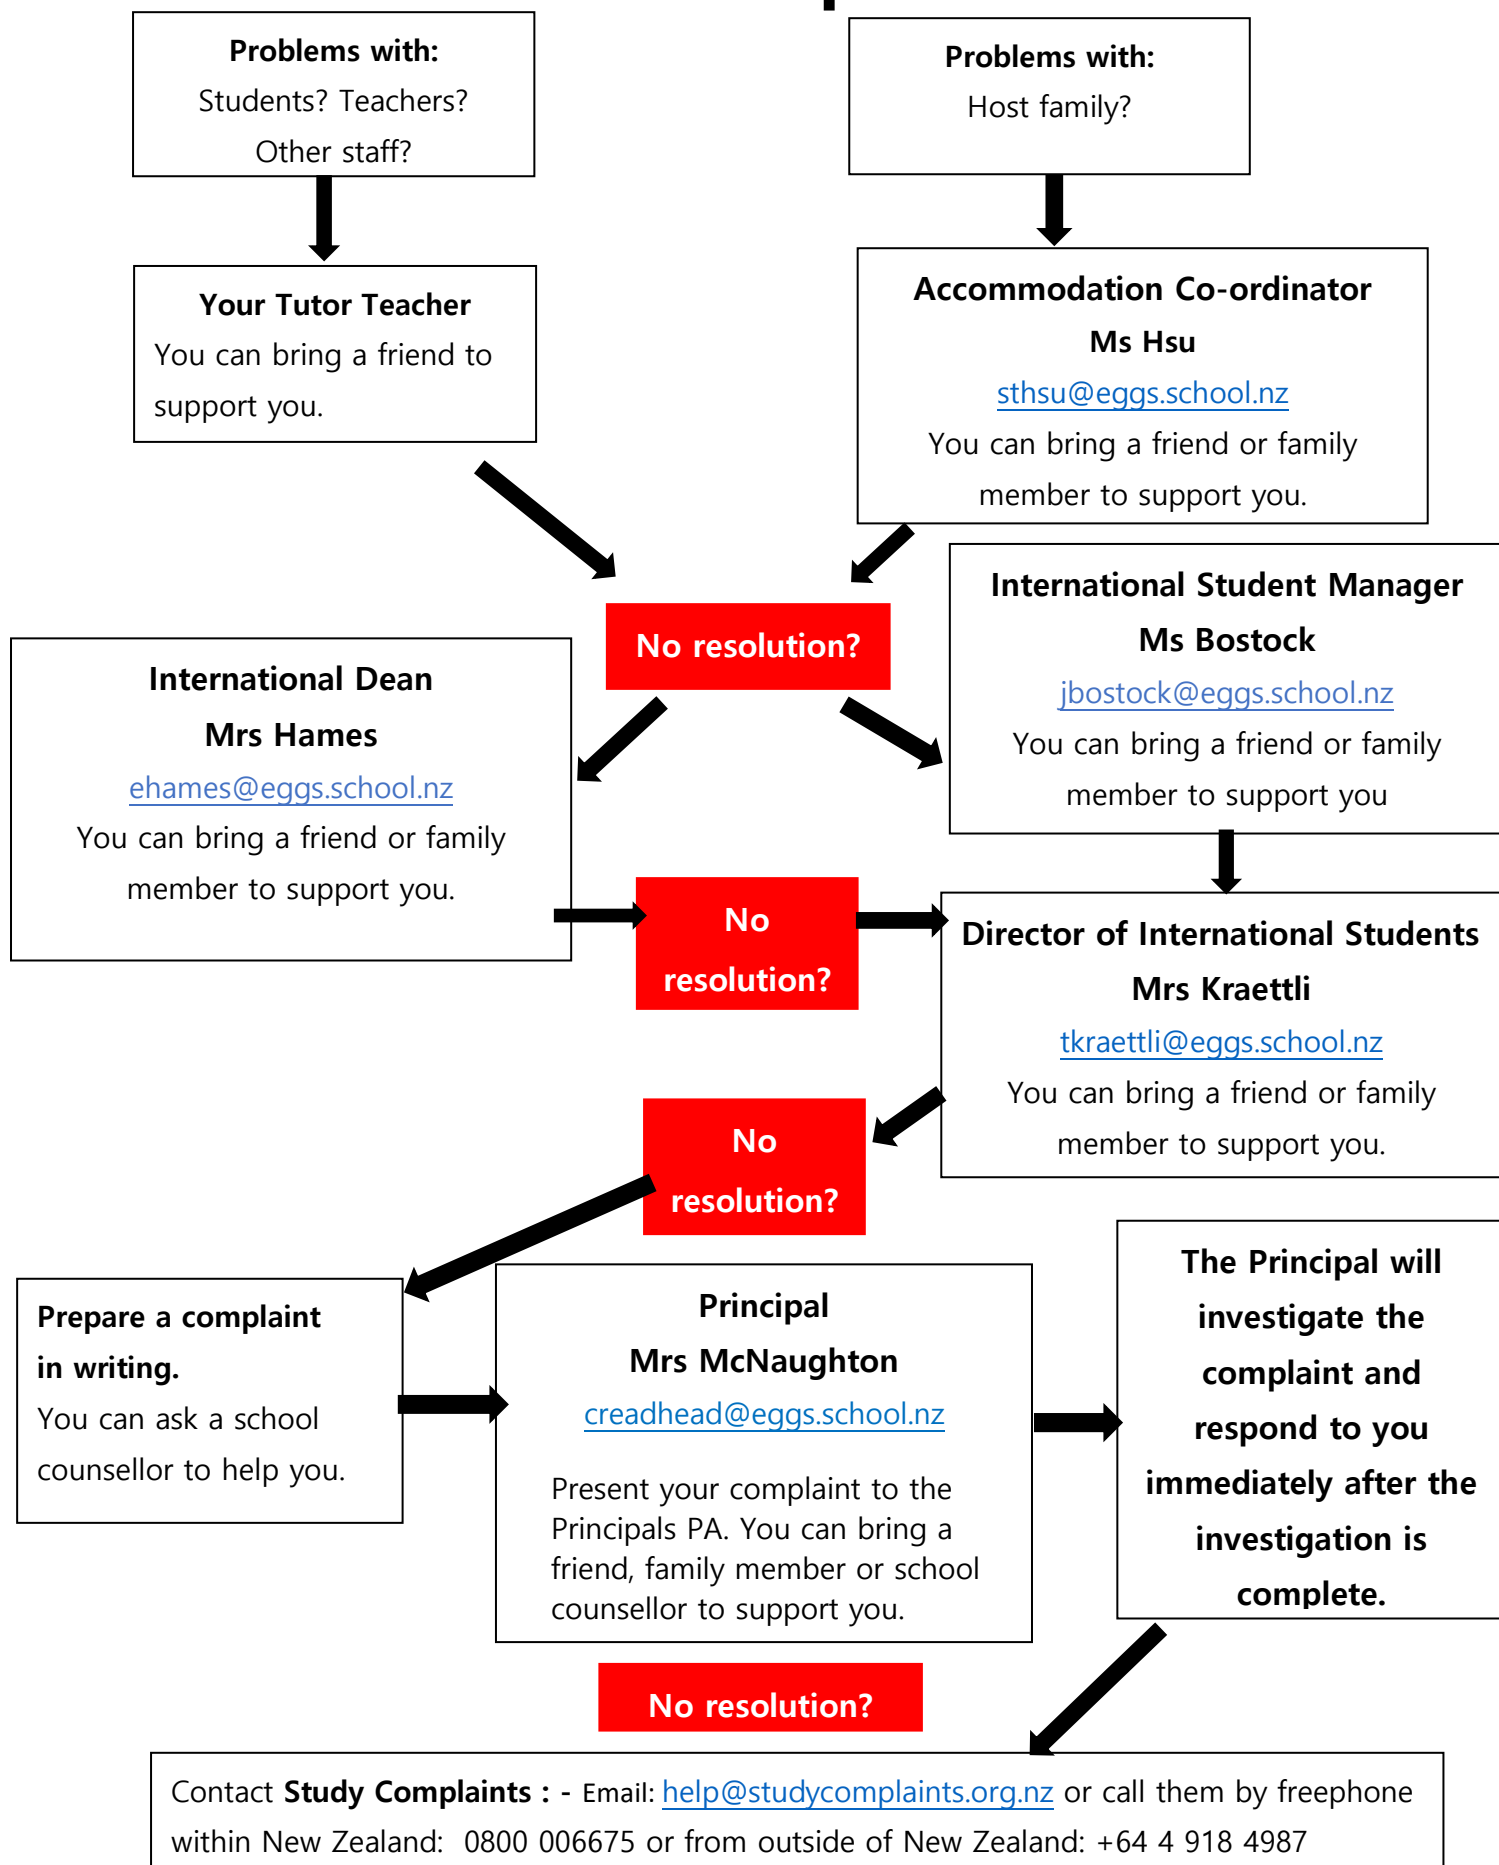 Problems with:
Students? Teachers?
Other staff?
Problems with:
Host family?
Your Tutor Teacher
You can bring a friend to
support you.
Accommodation Co-ordinator
Ms Hsu
sthsu@eggs.school.nz
You can bring a friend or family
member to support you.
No resolution?
International Student Manager
Ms Bostock
jbostock@eggs.school.nz
You can bring a friend or family
member to support you
International Dean
Mrs Hames
ehames@eggs.school.nz
You can bring a friend or family
member to support you.
No
resolution?
Director of International Students
Mrs Kraettli
tkraettli@eggs.school.nz
You can bring a friend or family
member to support you.
No
resolution?
Prepare a complaint
in writing.
You can ask a school
counsellor to help you.
Principal
Mrs McNaughton
creadhead@eggs.school.nz
Present your complaint to the
Principals PA. You can bring a
friend, family member or school
counsellor to support you.
The Principal will
investigate the
complaint and
respond to you
immediately after the
investigation is
complete.
No resolution?
Contact Study Complaints : - Email: help@studycomplaints.org.nz or call them by freephone
within New Zealand:  0800 006675 or from outside of New Zealand: +64 4 918 4987